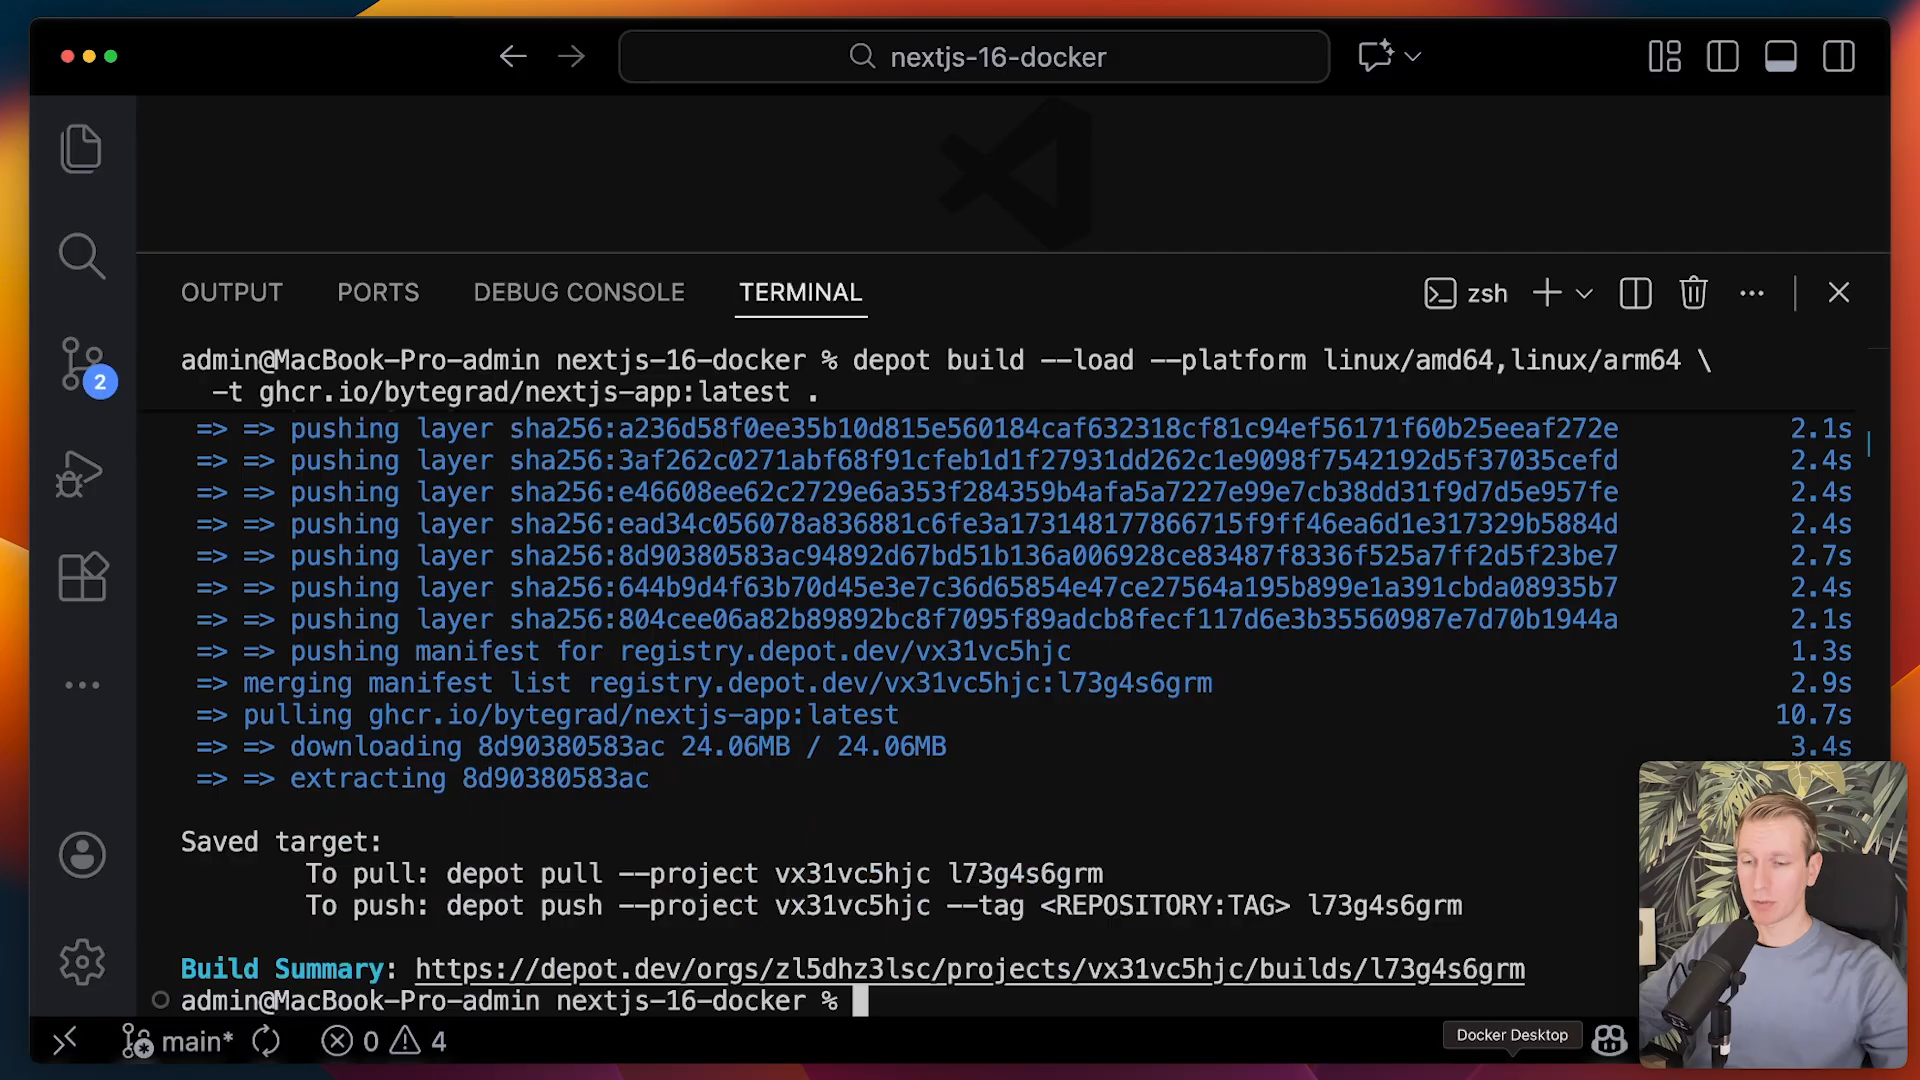 nextjs-16-docker
OUTPUT PORTS DEBUG CONSOLE TERMINAL zsh
admin@MacBook-Pro-admin nextjs-16-docker % depot build --load --platform linux/amd64,linux/arm64 \
-t ghcr.io/bytegrad/nextjs-app:latest .
=> => pushing layer sha256:a236d58f0ee35b10d815e560184caf632318cf81c94ef56171f60b25eeaf272e 2.1s
=> => pushing layer sha256:3af262c0271abf68f91cfeb1d1f27931dd262c1e9098f7542192d5f37035cefd 2.4s
=> => pushing layer sha256:e46608ee62c2729e6a353f284359b4afa5a7227e99e7cb38dd31f9d7d5e957fe 2.4s
=> => pushing layer sha256:ead34c056078a836881c6fe3a173148177866715f9ff46ea6d1e317329b5884d 2.4s
=> => pushing layer sha256:8d90380583ac94892d67bd51b136a006928ce83487f8336f525a7ff2d5f23be7 2.7s
=> => pushing layer sha256:644b9d4f63b70d45e3e7c36d65854e47ce27564a195b899e1a391cbda08935b7 2.4s
=> => pushing layer sha256:804cee06a82b89892bc8f7095f89adcb8fecf117d6e3b35560987e7d70b1944a 2.1s
=> => pushing manifest for registry.depot.dev/vx31vc5hjc 1.3s
=> merging manifest list registry.depot.dev/vx31vc5hjc:l73g4s6grm 2.9s
=> pulling ghcr.io/bytegrad/nextjs-app:latest 10.7s
=> => downloading 8d90380583ac 24.06MB / 24.06MB 3.4s
=> => extracting 8d90380583ac
Saved target:
To pull: depot pull --project vx31vc5hjc l73g4s6grm
To push: depot push --project vx31vc5hjc --tag <REPOSITORY:TAG> l73g4s6grm
Build Summary: https://depot.dev/orgs/zl5dhz3lsc/projects/vx31vc5hjc/builds/l73g4s6grm
admin@MacBook-Pro-admin nextjs-16-docker %
2
main* 0 4
Docker Desktop